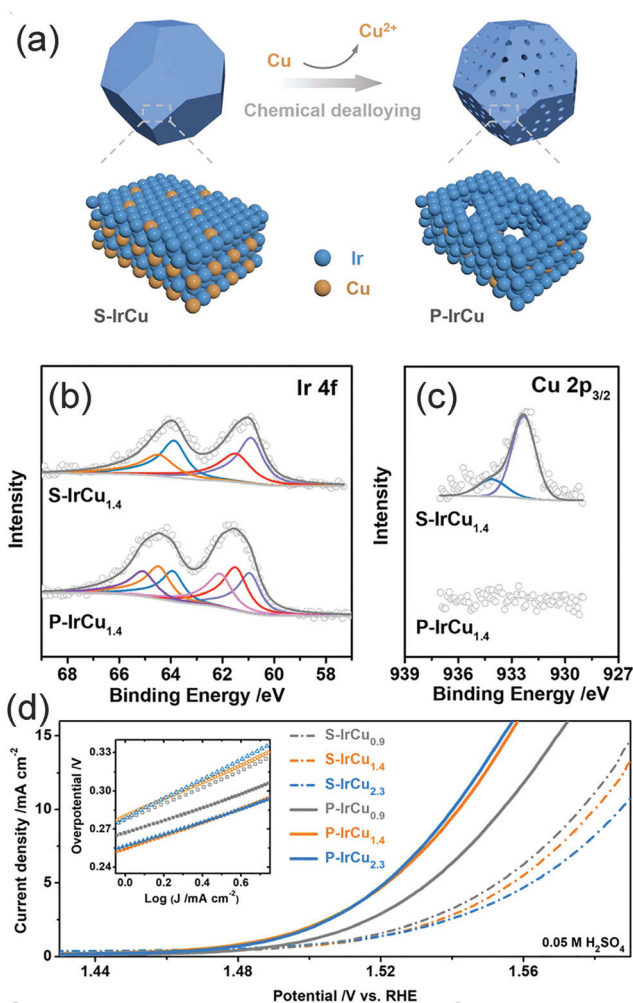 (a)
Cu
Cu²⁺
Chemical dealloying
Ir
Cu
S-IrCu
P-IrCu
(b)
Ir 4f
S-IrCu₁.₄
P-IrCu₁.₄
Intensity
68 66 64 62 60 58
Binding Energy /eV
(c)
Cu 2p₃/₂
S-IrCu₁.₄
P-IrCu₁.₄
Intensity
939 936 933 930 927
Binding Energy /eV
(d)
15
10
5
0
Current density /mA cm⁻²
0.33
0.30
0.27
0.24
Overpotential /V
0.0 0.2 0.4 0.6
Log (J /mA cm⁻²)
S-IrCu₀.₉
S-IrCu₁.₄
S-IrCu₂.₃
P-IrCu₀.₉
P-IrCu₁.₄
P-IrCu₂.₃
0.05 M H₂SO₄
1.44 1.48 1.52 1.56
Potential /V vs. RHE